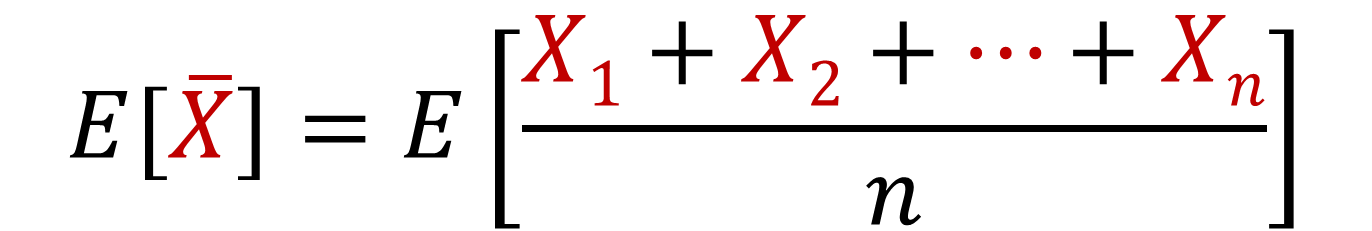 E[X̄] = E[(X₁ + X₂ + ⋯ + Xₙ)/n]